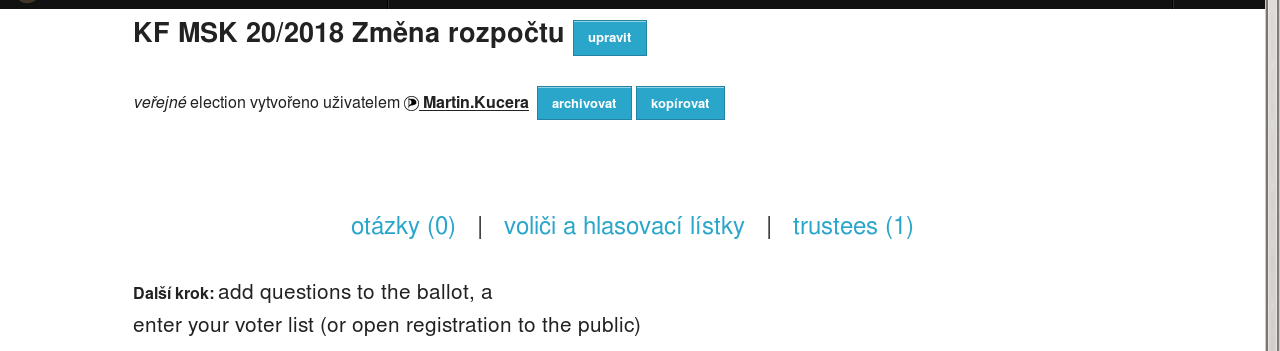 KF MSK 20/2018 Změna rozpočtu upravit
veřejné election vytvořeno uživatelem Martin.Kucera archivovat kopírovat
otázky (0) | voliči a hlasovací lístky | trustees (1)
Další krok: add questions to the ballot, a
enter your voter list (or open registration to the public)